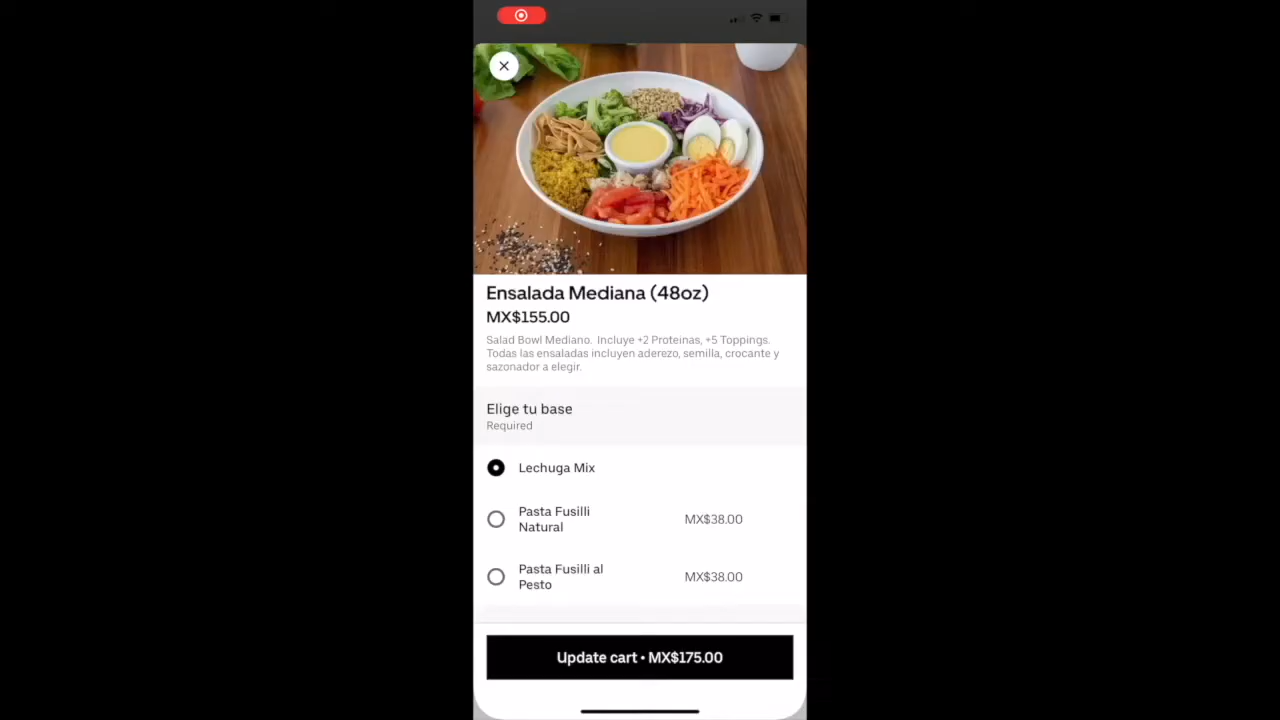 Ensalada Mediana (48oz)
MX$155.00
Salad Bowl Mediano. Incluye +2 Proteinas, +5 Toppings.
Todas las ensaladas incluyen aderezo, semilla, crocante y
sazonador a elegir.
Elige tu base
Required
Lechuga Mix
Pasta Fusilli
Natural
MX$38.00
Pasta Fusilli al
Pesto
MX$38.00
Update cart • MX$175.00